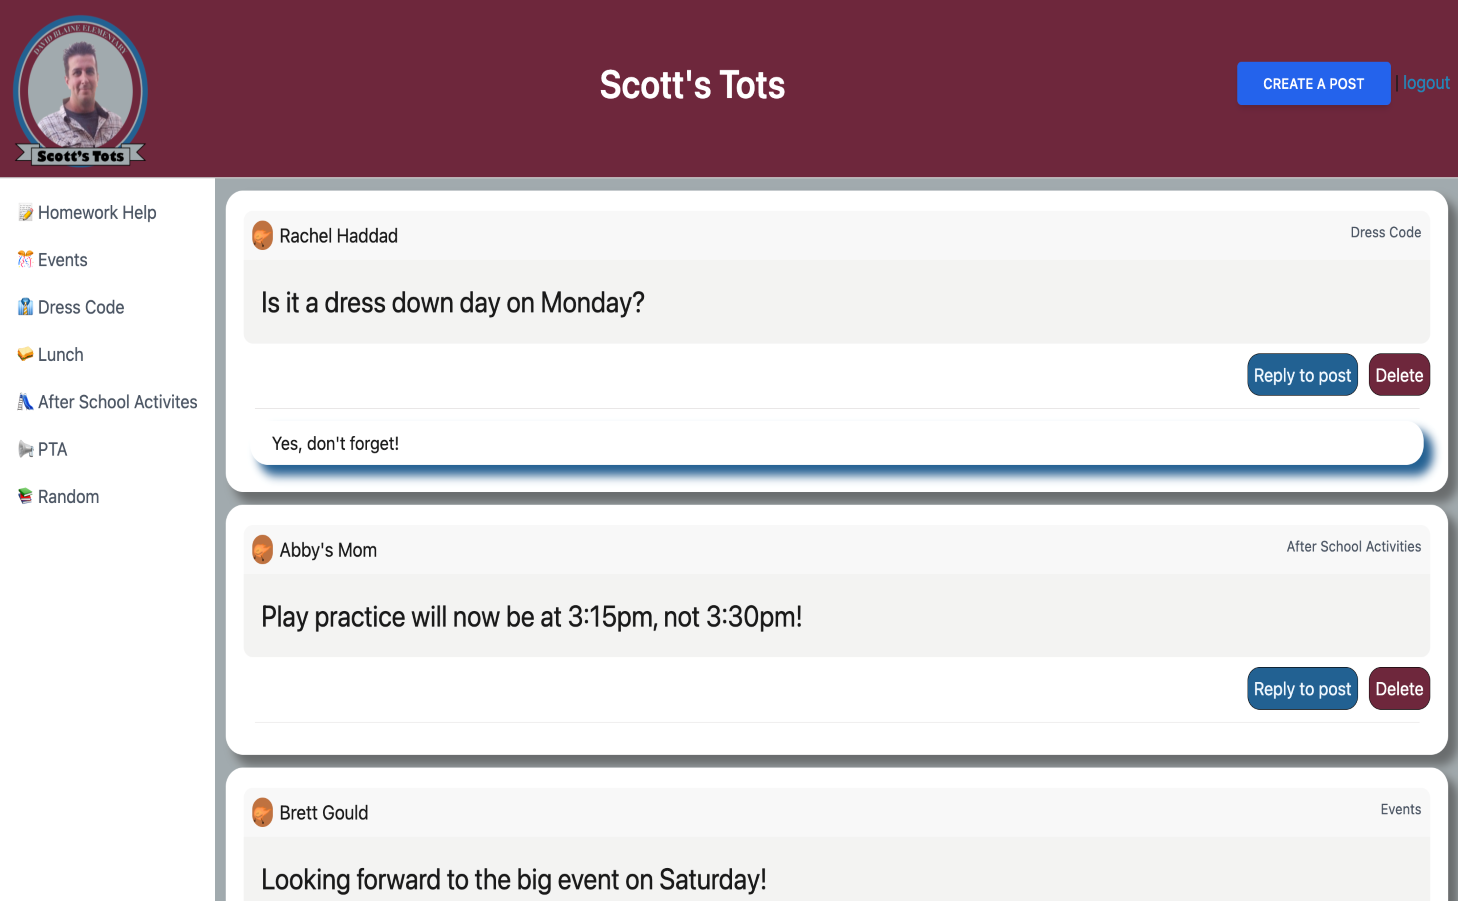 DAVID BLAINE ELEMENTARY
Scott's Tots
Scott's Tots
CREATE A POST | logout
Homework Help
Events
Dress Code
Lunch
After School Activites
PTA
Random
Rachel Haddad
Dress Code
Is it a dress down day on Monday?
Reply to post Delete
Yes, don't forget!
Abby's Mom
After School Activities
Play practice will now be at 3:15pm, not 3:30pm!
Reply to post Delete
Brett Gould
Events
Looking forward to the big event on Saturday!